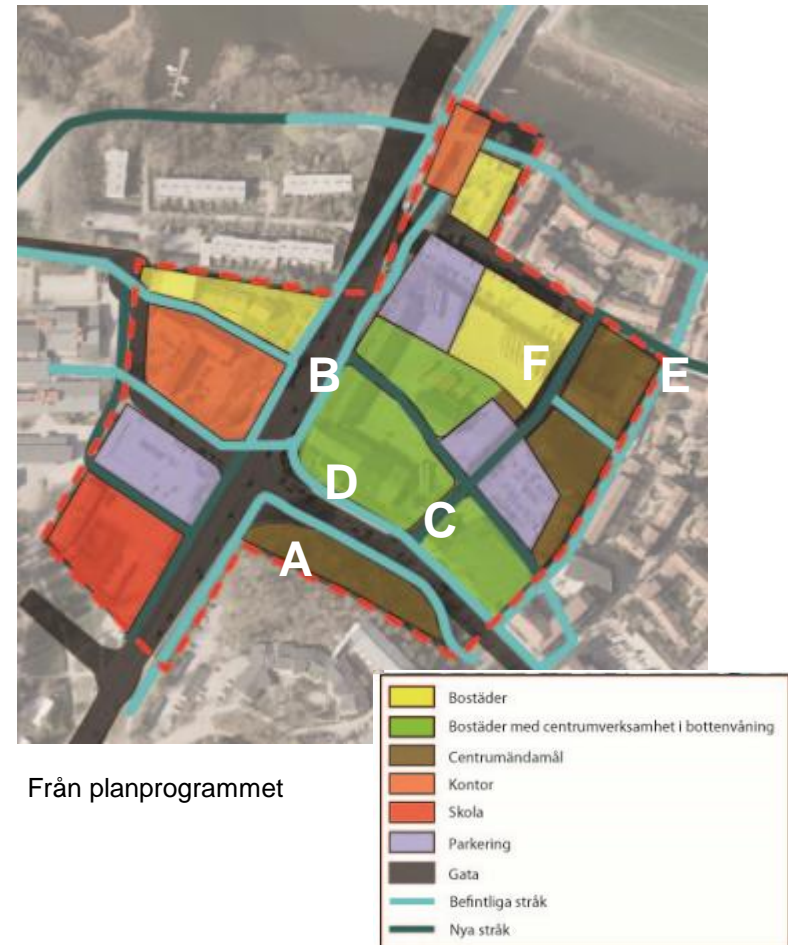 F
E
B
D
C
A
Från planprogrammet
Bostäder
Bostäder med centrumverksamhet i bottenvåning
Centrumändamål
Kontor
Skola
Parkering
Gata
Befintliga stråk
Nya stråk